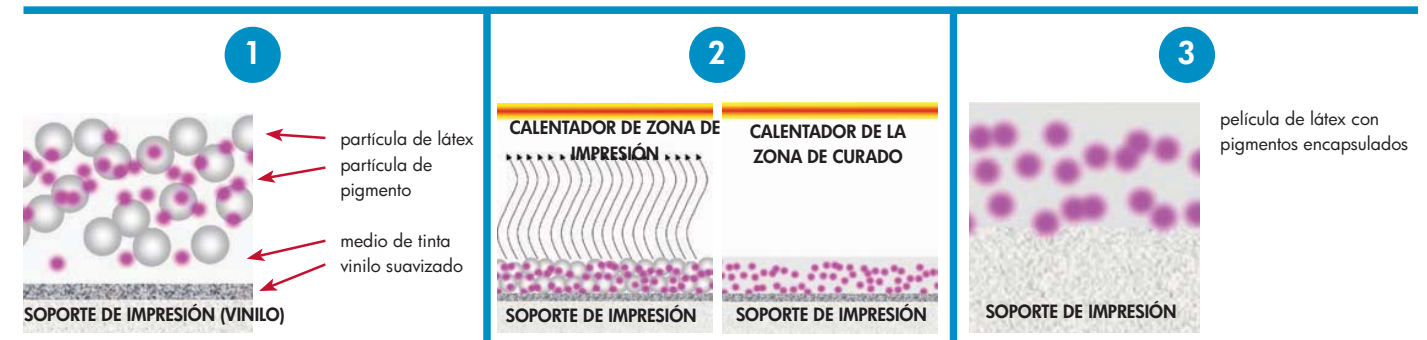 1
partícula de látex
partícula de
pigmento
medio de tinta
vinilo suavizado
SOPORTE DE IMPRESIÓN (VINILO)
2
CALENTADOR DE ZONA DE
IMPRESIÓN
SOPORTE DE IMPRESIÓN
CALENTADOR DE LA
ZONA DE CURADO
SOPORTE DE IMPRESIÓN
3
película de látex con
pigmentos encapsulados
SOPORTE DE IMPRESIÓN